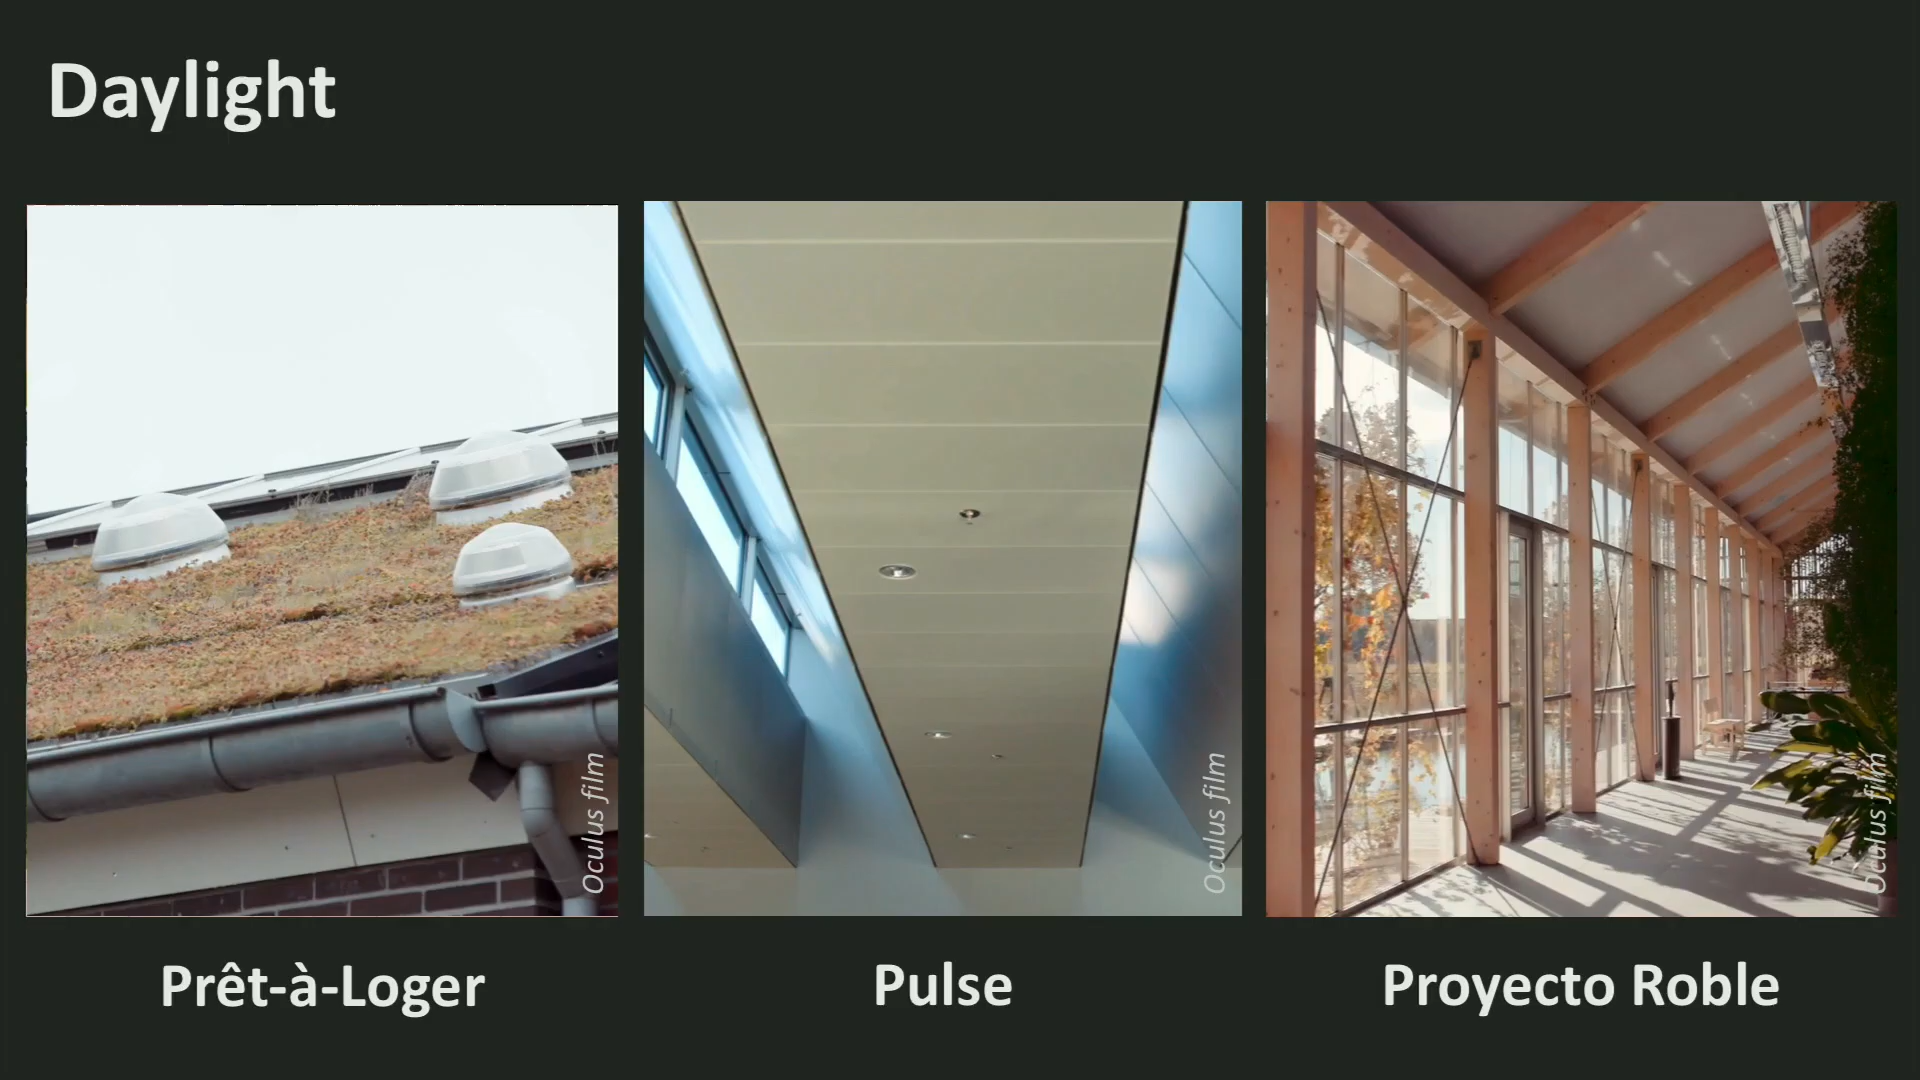 Daylight
Oculus film
Oculus film
Oculus film
Prêt-à-Loger
Pulse
Proyecto Roble